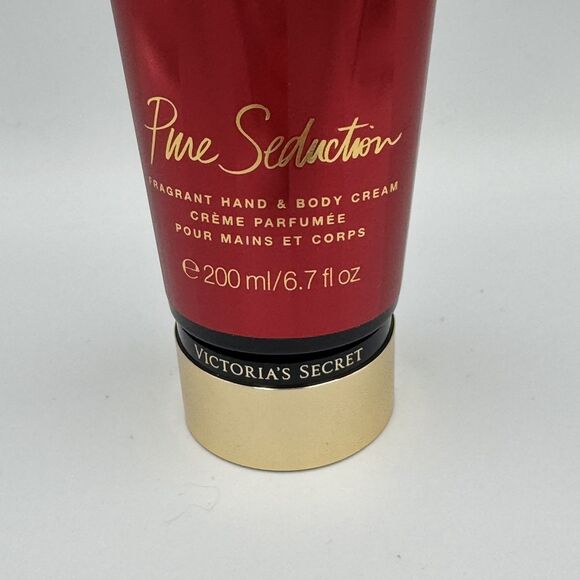 Pure Seduction
FRAGRANT HAND & BODY CREAM
CRÈME PARFUMÉE
POUR MAINS ET CORPS
℮ 200 ml/6.7 fl oz
VICTORIA'S SECRET